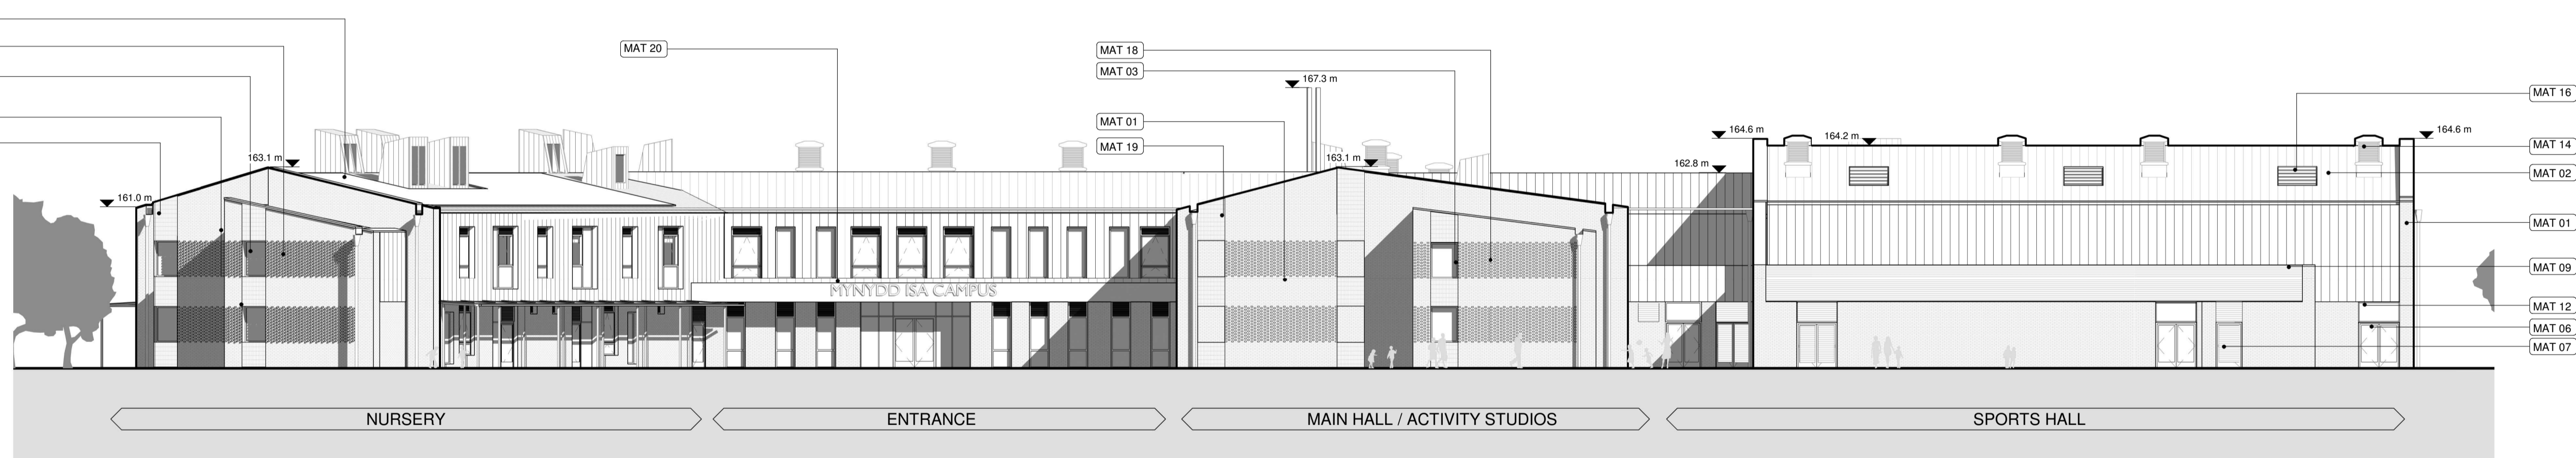 MAT 20
MAT 18
MAT 03
167.3 m
MAT 16
MAT 01
164.6 m
164.2 m
164.6 m
MAT 19
MAT 14
163.1 m
163.1 m
162.8 m
MAT 02
161.0 m
MAT 01
MAT 09
MYNYDD ISA CAMPUS
MAT 12
MAT 06
MAT 07
NURSERY
ENTRANCE
MAIN HALL / ACTIVITY STUDIOS
SPORTS HALL